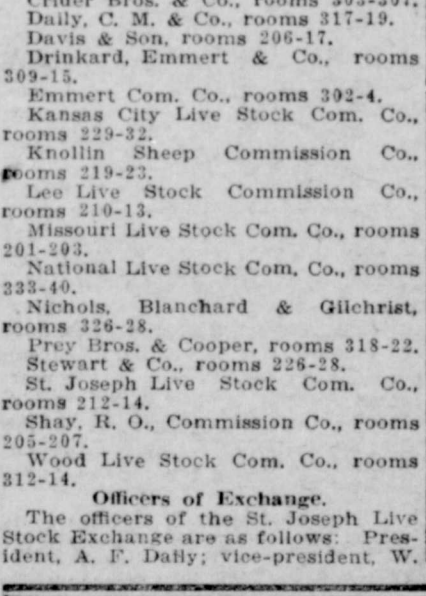 Crider Bros. & Co., rooms 303-307.
Daily, C. M. & Co., rooms 317-19.
Davis & Son, rooms 206-17.
Drinkard, Emmert & Co., rooms
309-15.
Emmert Com. Co., rooms 302-4.
Kansas City Live Stock Com. Co.,
rooms 229-32.
Knollin Sheep Commission Co.,
rooms 219-23.
Lee Live Stock Commission Co.,
rooms 210-13.
Missouri Live Stock Com. Co., rooms
201-203.
National Live Stock Com. Co., rooms
333-40.
Nichols, Blanchard & Gilchrist,
rooms 326-28.
Prey Bros. & Cooper, rooms 318-22.
Stewart & Co., rooms 226-28.
St. Joseph Live Stock Com. Co.,
rooms 212-14.
Shay, R. O., Commission Co., rooms
205-207.
Wood Live Stock Com. Co., rooms
312-14.
Officers of Exchange.
The officers of the St. Joseph Live
Stock Exchange are as follows: Pres-
ident, A. F. Daily; vice-president, W.